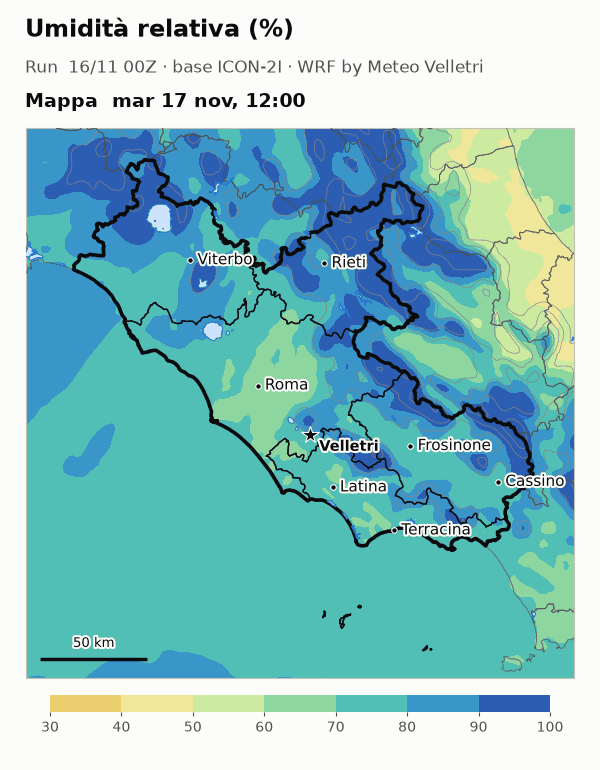 Umidità relativa (%)
Run 16/11 00Z · base ICON-2I · WRF by Meteo Velletri
Mappa mar 17 nov, 12:00
Viterbo
Rieti
Roma
Velletri
Frosinone
Cassino
Latina
Terracina
50 km
30 40 50 60 70 80 90 100